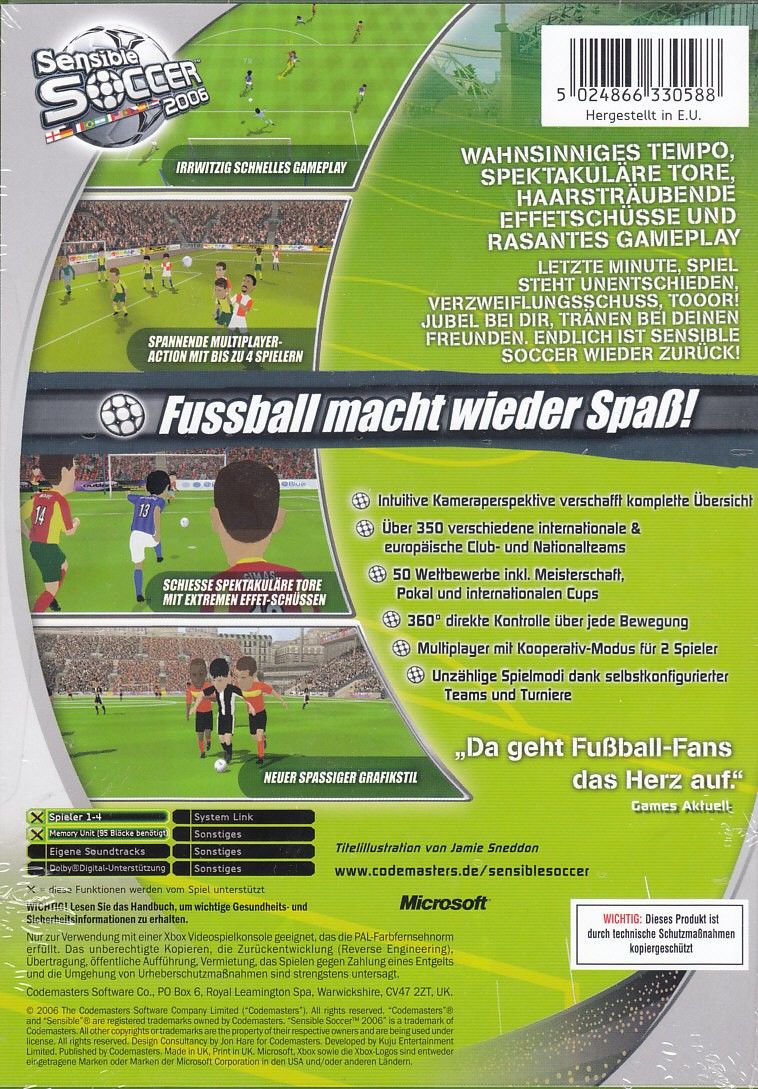 Sensible
SOCCER™
2006
IRRWITZIG SCHNELLES GAMEPLAY
5 024866 330588
Hergestellt in E.U.
WAHNSINNIGES TEMPO,
SPEKTAKULÄRE TORE,
HAARSTRÄUBENDE
EFFETSCHÜSSE UND
RASANTES GAMEPLAY
LETZTE MINUTE, SPIEL
STEHT UNENTSCHIEDEN,
VERZWEIFLUNGSSCHUSS, TOOOR!
JUBEL BEI DIR, TRÄNEN BEI DEINEN
FREUNDEN. ENDLICH IST SENSIBLE
SOCCER WIEDER ZURÜCK!
SPANNENDE MULTIPLAYER-
ACTION MIT BIS ZU 4 SPIELERN
Fussball macht wieder Spaß!
14
13
SCHIESSE SPEKTAKULÄRE TORE
MIT EXTREMEN EFFET-SCHÜSSEN
Intuitive Kameraperspektive verschafft komplette Übersicht
Über 350 verschiedene internationale &
europäische Club- und Nationalteams
50 Wettbewerbe inkl. Meisterschaft,
Pokal und internationalen Cups
360° direkte Kontrolle über jede Bewegung
Multiplayer mit Kooperativ-Modus für 2 Spieler
Unzählige Spielmodi dank selbstkonfigurierter
Teams und Turniere
NEUER SPASSIGER GRAFIKSTIL
„Da geht Fußball-Fans
das Herz auf.“
Games Aktuell
X Spieler 1-4
System Link
X Memory Unit (95 Blöcke benötigt)
Sonstiges
Eigene Soundtracks
Sonstiges
Dolby®Digital-Unterstützung
Sonstiges
X = diese Funktionen werden vom Spiel unterstützt
Titelillustration von Jamie Sneddon
www.codemasters.de/sensiblesoccer
Microsoft®
WICHTIG! Lesen Sie das Handbuch, um wichtige Gesundheits- und
Sicherheitsinformationen zu erhalten.
Nur zur Verwendung mit einer Xbox Videospielkonsole geeignet, das die PAL-Farbfernsehnorm
erfüllt. Das unberechtigte Kopieren, die Zurückentwicklung (Reverse Engineering),
Übertragung, öffentliche Aufführung, Vermietung, das Spielen gegen Zahlung eines Entgeits
und die Umgehung von Urheberschutzmaßnahmen sind strengstens untersagt.
Codemasters Software Co., PO Box 6, Royal Leamington Spa, Warwickshire, CV47 2ZT, UK.
© 2006 The Codemasters Software Company Limited ("Codemasters"). All rights reserved. "Codemasters"®
and "Sensible"® are registered trademarks owned by Codemasters. "Sensible Soccer™ 2006" is a trademark of
Codemasters. All other copyrights or trademarks are the property of their respective owners and are being used under
license. All rights reserved. Design Consultancy by Jon Hare for Codemasters. Developed by Kuju Entertainment
Limited. Published by Codemasters. Made in UK, Print in UK. Microsoft, Xbox sowie die Xbox-Logos sind entweder
eingetragene Marken oder Marken der Microsoft Corporation in den USA und/oder anderen Ländern.
WICHTIG: Dieses Produkt ist
durch technische Schutzmaßnahmen
kopiergeschützt